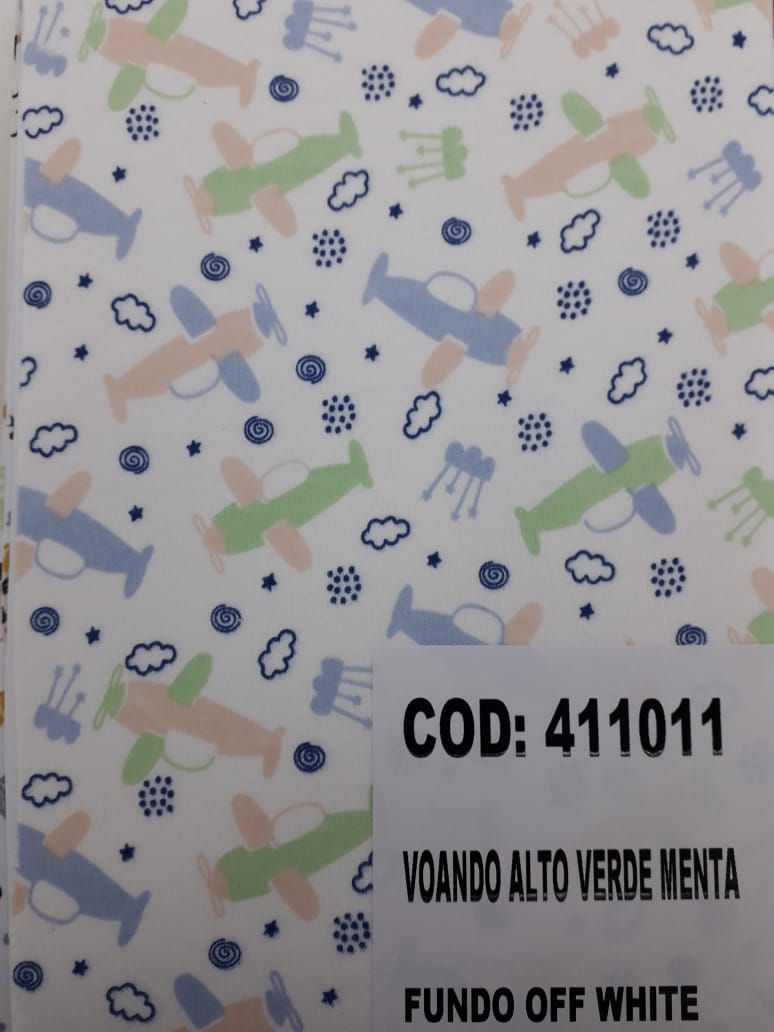 COD: 411011
VOANDO ALTO VERDE MENTA
FUNDO OFF WHITE